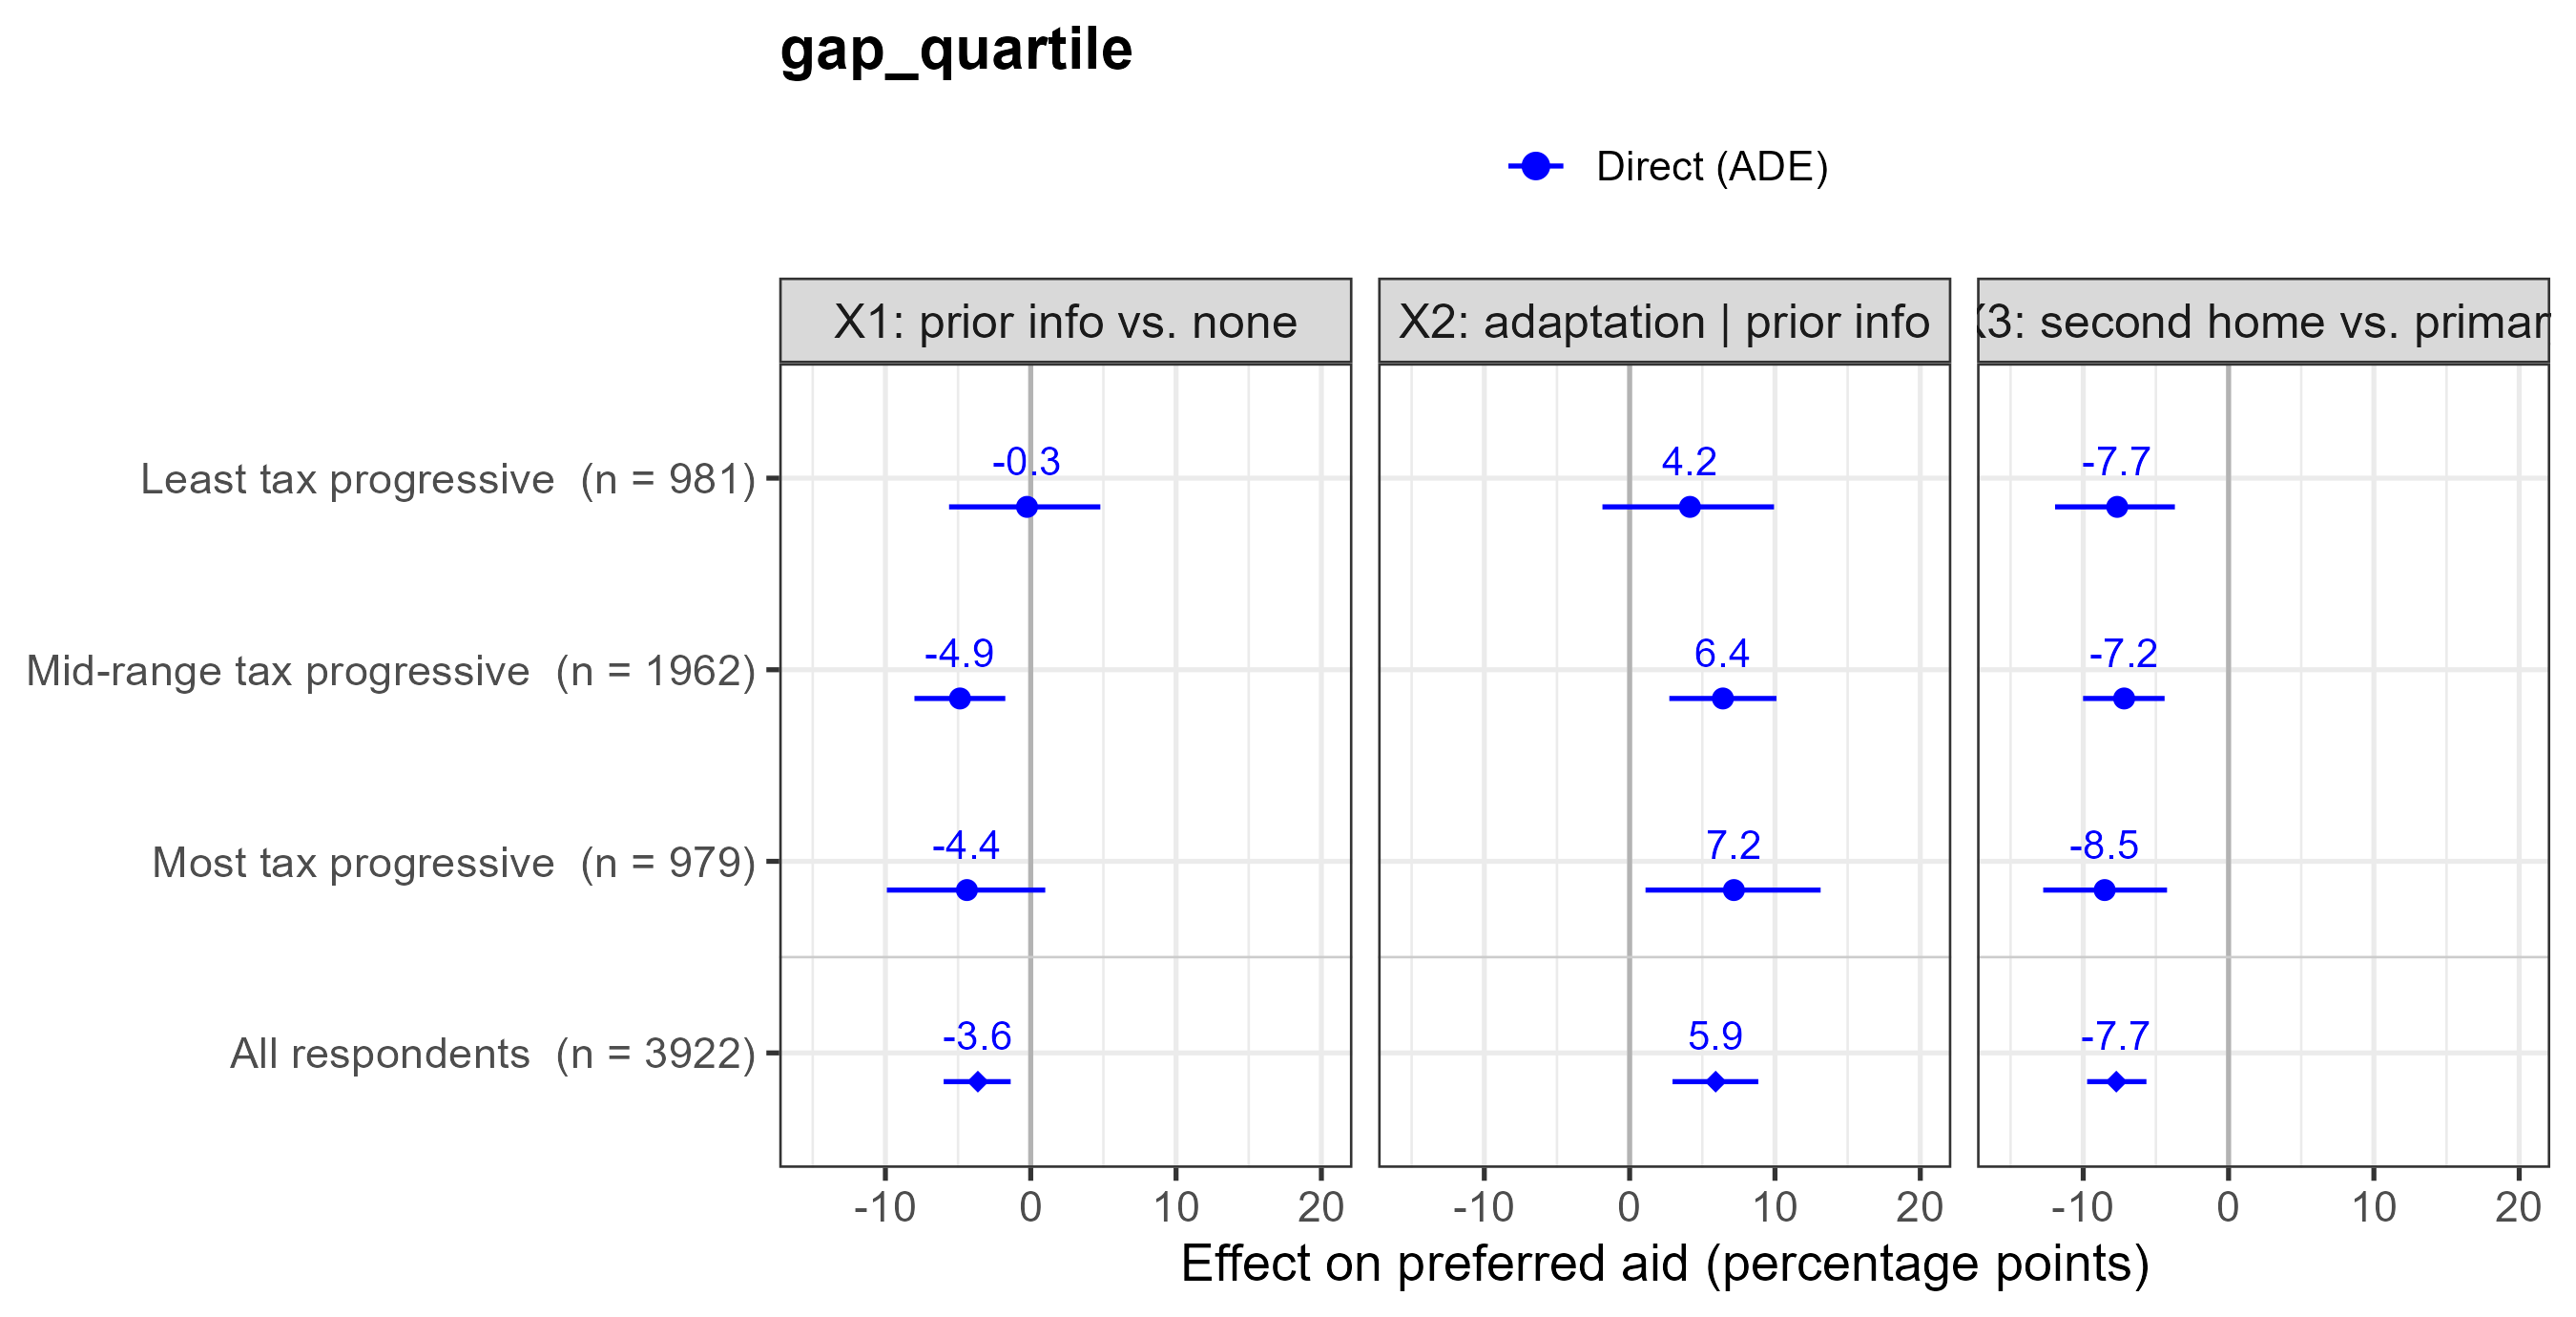 gap_quartile
Direct (ADE)
X1: prior info vs. none
X2: adaptation | prior info
3: second home vs. primar
Least tax progressive (n = 981)
-0.3
4.2
-7.7
Mid-range tax progressive (n = 1962)
-4.9
6.4
-7.2
Most tax progressive (n = 979)
-4.4
7.2
-8.5
All respondents (n = 3922)
-3.6
5.9
-7.7
-10 0 10 20
-10 0 10 20
-10 0 10 20
Effect on preferred aid (percentage points)